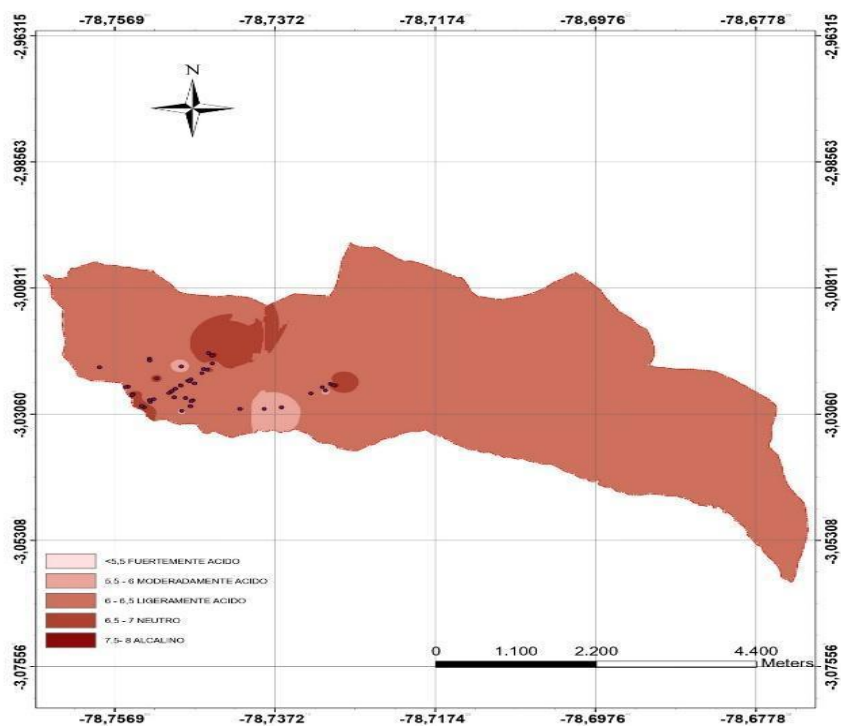 -78,7569 -78,7372 -78,7174 -78,6976 -78,6778
-2,96315 -2,96315
N
-2,98563 -2,98563
-3,00811 -3,00811
-3,03060 -3,03060
-3,05308 -3,05308
<5,5 FUERTEMENTE ACIDO
5,5 - 6 MODERADAMENTE ACIDO
6 - 6,5 LIGERAMENTE ACIDO
6,5 - 7 NEUTRO
7,5- 8 ALCALINO
0 1.100 2.200 4.400
Meters
-3,07556 -3,07556
-78,7569 -78,7372 -78,7174 -78,6976 -78,6778